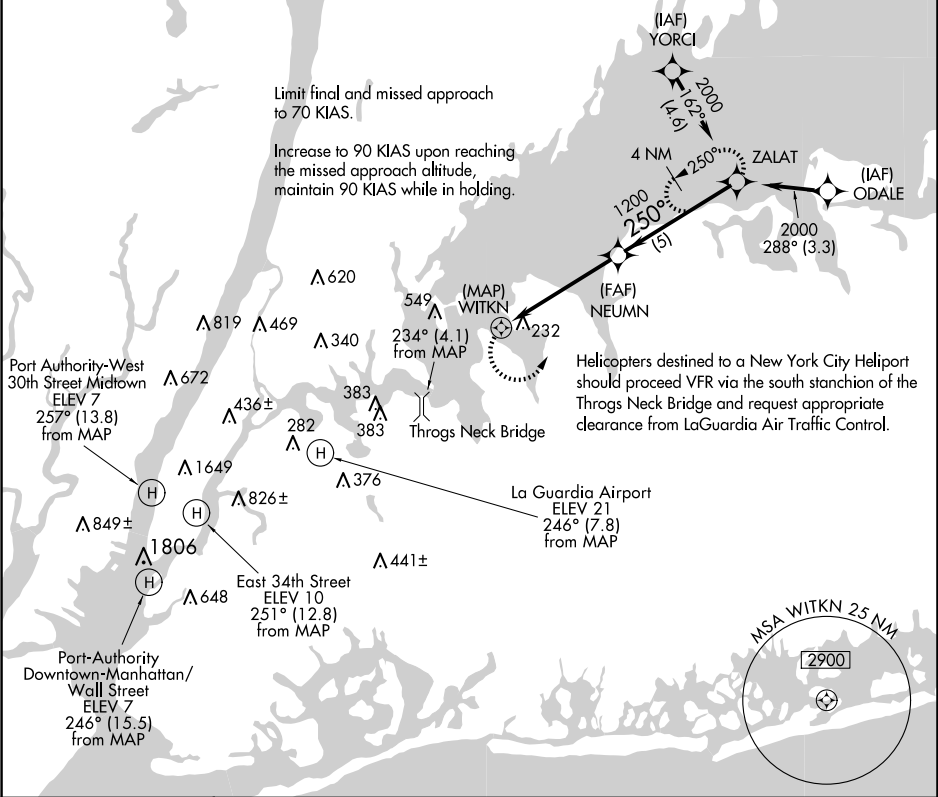 (IAF)
YORCI
2000
162°
(4.6)
Limit final and missed approach
to 70 KIAS.
Increase to 90 KIAS upon reaching
the missed approach altitude,
maintain 90 KIAS while in holding.
4 NM
250°
ZALAT
(IAF)
ODALE
2000
288° (3.3)
1200
250°
(5)
(FAF)
NEUMN
(MAP)
WITKN
232
620
549
819
469
340
234° (4.1)
from MAP
672
436±
383
383
Throgs Neck Bridge
282
Helicopters destined to a New York City Heliport
should proceed VFR via the south stanchion of the
Throgs Neck Bridge and request appropriate
clearance from LaGuardia Air Traffic Control.
Port Authority-West
30th Street Midtown
ELEV 7
257° (13.8)
from MAP
H
1649
376
826±
H
H
849±
1806
H
La Guardia Airport
ELEV 21
246° (7.8)
from MAP
441±
648
East 34th Street
ELEV 10
251° (12.8)
from MAP
Port-Authority
Downtown-Manhattan/
Wall Street
ELEV 7
246° (15.5)
from MAP
MSA WITKN 25 NM
2900